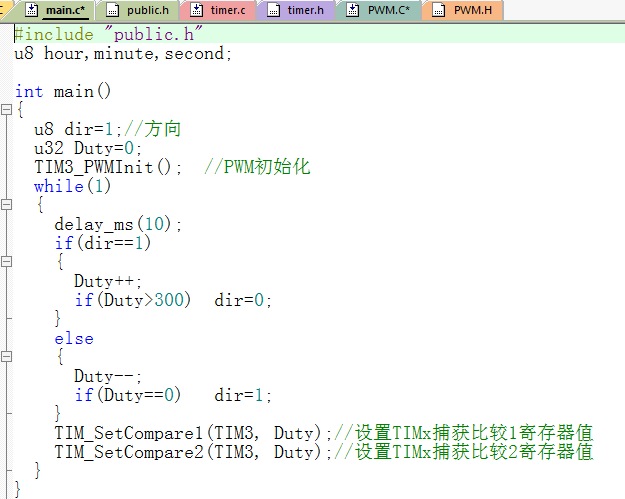 main.c* public.h timer.c timer.h PWM.C* PWM.H
#include "public.h"
u8 hour,minute,second;
int main()
{
u8 dir=1;//方向
u32 Duty=0;
TIM3_PWMInit(); //PWM初始化
while(1)
{
delay_ms(10);
if(dir==1)
{
Duty++;
if(Duty>300) dir=0;
}
else
{
Duty--;
if(Duty==0) dir=1;
}
TIM_SetCompare1(TIM3, Duty);//设置TIMx捕获比较1寄存器值
TIM_SetCompare2(TIM3, Duty);//设置TIMx捕获比较2寄存器值
}
}